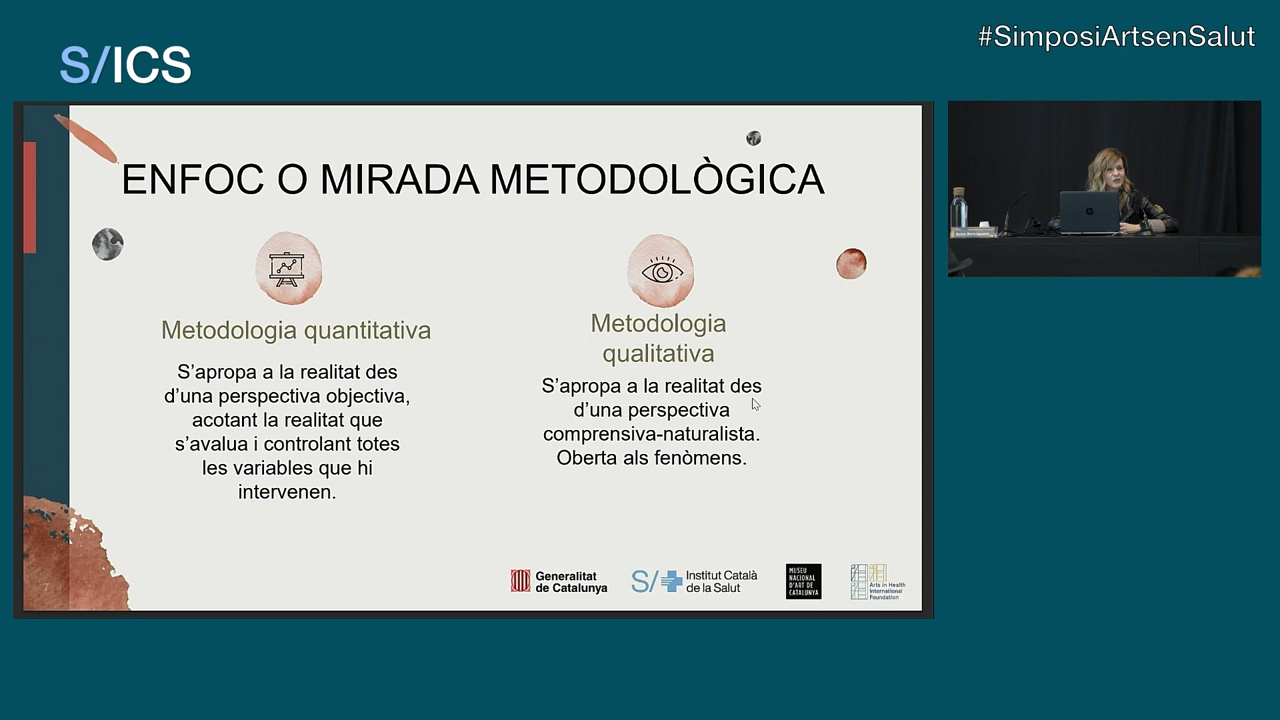 #SimposiArtsenSalut
S/ICS
ENFOC O MIRADA METODOLÒGICA
Metodologia quantitativa
S’apropa a la realitat des
d’una perspectiva objectiva,
acotant la realitat que
s’avalua i controlant totes
les variables que hi
intervenen.
Metodologia
qualitativa
S’apropa a la realitat des
d’una perspectiva
comprensiva-naturalista.
Oberta als fenòmens.
7
Generalitat
de Catalunya
S/
Institut Català
de la Salut
MUSEU
NACIONAL
D'ART DE
CATALUNYA
Arts in Health
International
Foundation
hp